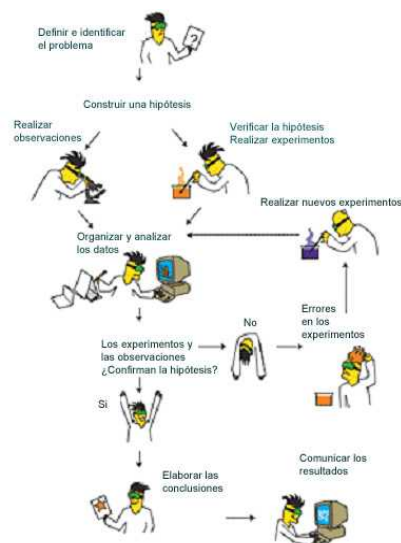 Definir e identificar
el problema
?
Construir una hipótesis
Realizar
observaciones
Verificar la hipótesis
Realizar experimentos
Realizar nuevos experimentos
Organizar y analizar
los datos
No
Errores
en los
experimentos
Los experimentos y
las observaciones
¿Confirman la hipótesis?
Si
Elaborar las
conclusiones
Comunicar los
resultados